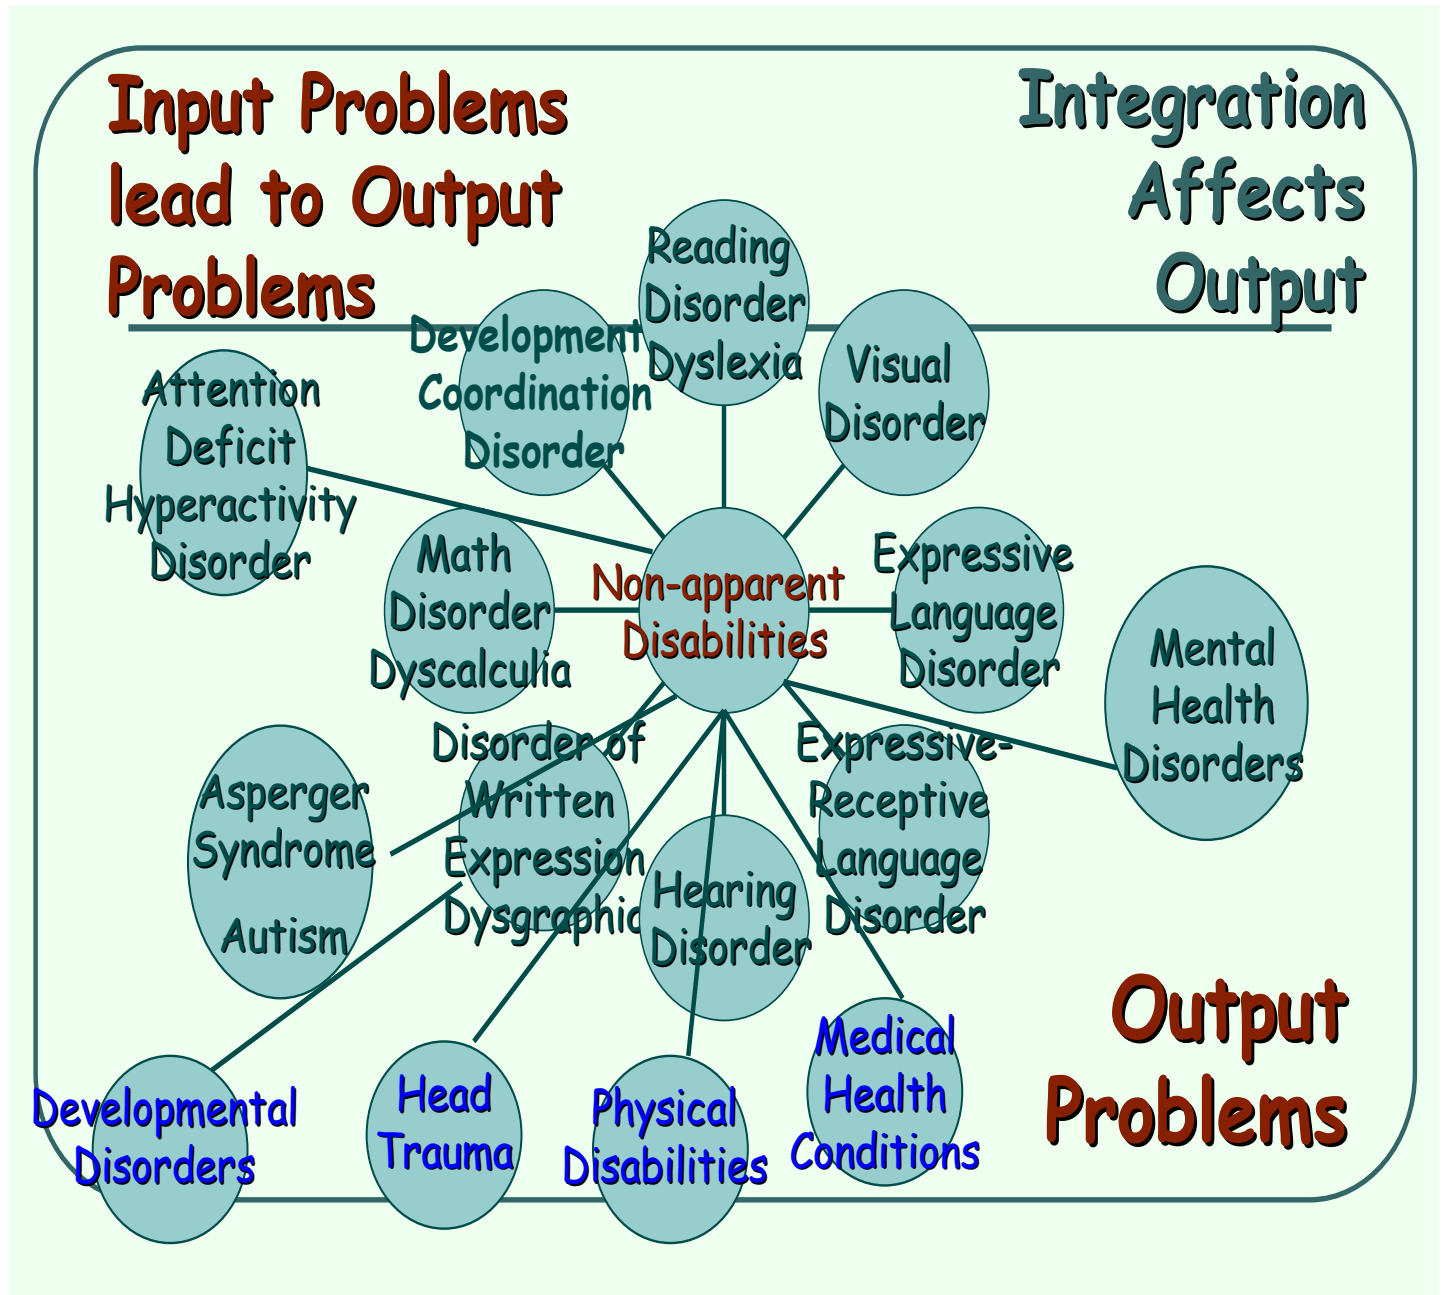 Input Problems
lead to Output
Problems
Integration
Affects
Output
Reading
Disorder
Dyslexia
Development
Coordination
Disorder
Visual
Disorder
Attention
Deficit
Hyperactivity
Disorder
Math
Disorder
Dyscalculia
Non-apparent
Disabilities
Expressive
Language
Disorder
Mental
Health
Disorders
Disorder of
Written
Expression
Dysgraphic
Expressive-
Receptive
Language
Disorder
Asperger
Syndrome
Autism
Hearing
Disorder
Output
Problems
Developmental
Disorders
Head
Trauma
Physical
Disabilities
Medical
Health
Conditions